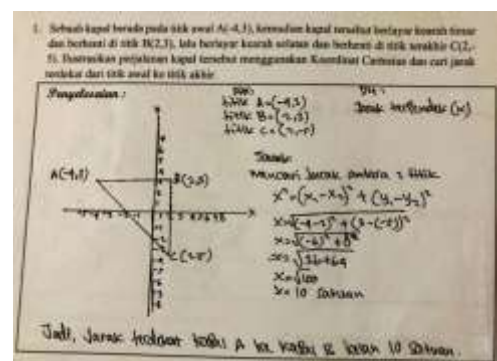 1. Sebuah kapal berada pada titik awal A(-4,3), kemudian kapal tersebut berlayar kearah timur
dan berhenti di titik B(2,3), lalu berlayar kearah selatan dan berhenti di titik terakhir C(2,-
5). Ilustrasikan perjalanan kapal tersebut menggunakan Koordinat Cartesius dan cari jarak
terdekat dari titik awal ke titik akhir
Penyelesaian :
Dik:
titik A = (-4,3)
titik B = (2,3)
titik C = (2,-5)
Dit :
Jarak terpendek (x)
A(-4,3)
B(2,3)
C(2,-5)
Jawab:
Mencari Jarak antara 2 titik
x² = (x₁ - x₂)² + (y₁ - y₂)²
x = √(-4-2)² + (3-(-5))²
x = √(-6)² + 8²
x = √36 + 64
x = √100
x = 10 satuan
Jadi, Jarak terdekat kapal A ke kapal B 10 Satuan.